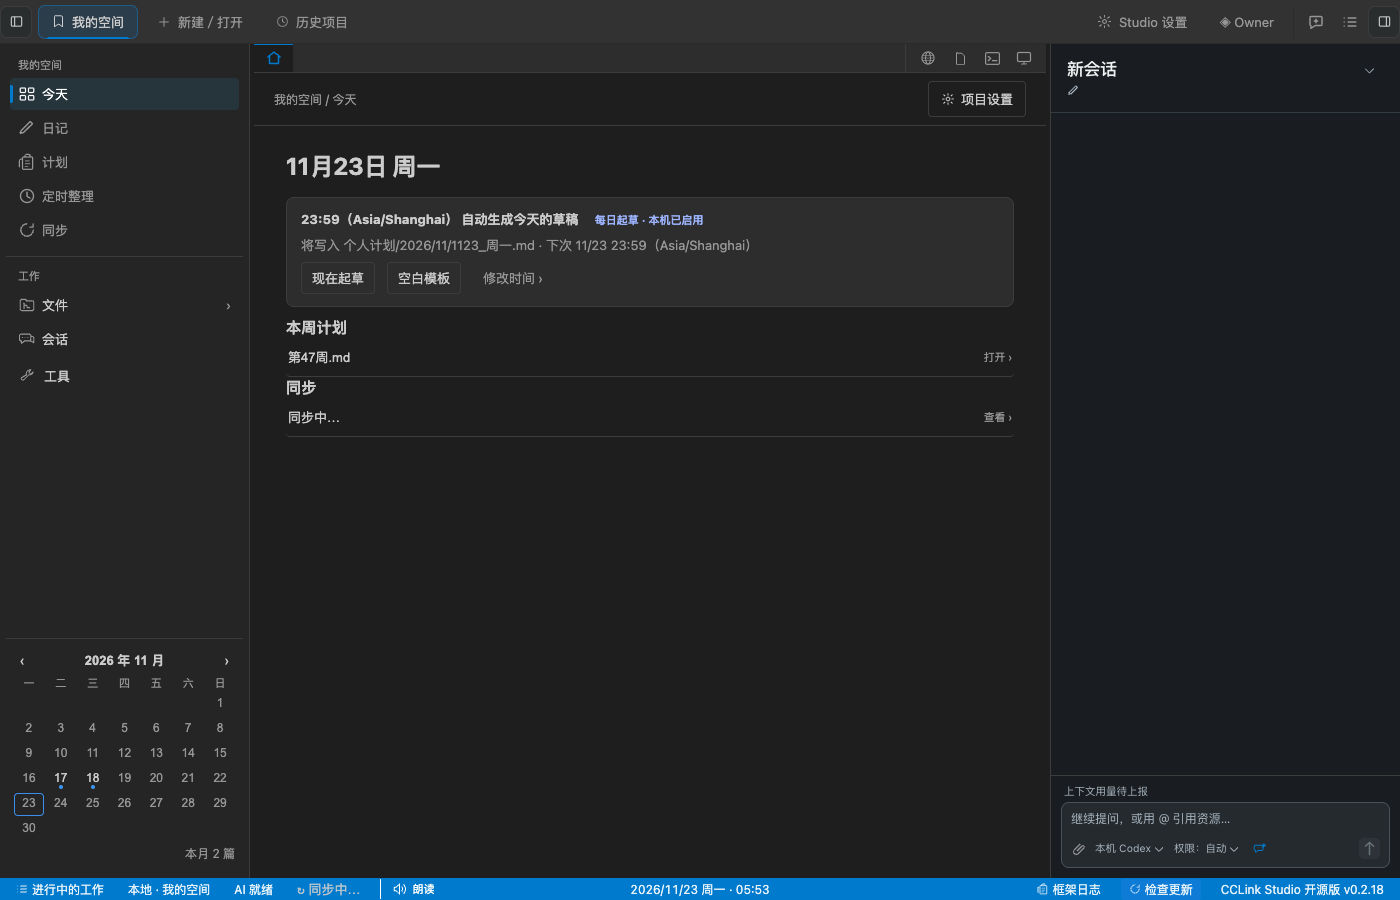 我的空间 新建 / 打开 历史项目 Studio 设置 Owner
我的空间
今天
日记
计划
定时整理
同步
工作
文件 ›
会话
工具
‹ 2026 年 11 月 ›
一 二 三 四 五 六 日
1
2 3 4 5 6 7 8
9 10 11 12 13 14 15
16 17 18 19 20 21 22
23 24 25 26 27 28 29
30
本月 2 篇
我的空间 / 今天 项目设置
11月23日 周一
23:59（Asia/Shanghai） 自动生成今天的草稿 每日起草 · 本机已启用
将写入 个人计划/2026/11/1123_周一.md · 下次 11/23 23:59（Asia/Shanghai）
现在起草 空白模板 修改时间 ›
本周计划
第47周.md 打开 ›
同步
同步中... 查看 ›
新会话
上下文用量待上报
继续提问，或用 @ 引用资源...
本机 Codex 权限：自动
进行中的工作 本地 · 我的空间 AI 就绪 同步中... 朗读 2026/11/23 周一 · 05:53 框架日志 检查更新 CCLink Studio 开源版 v0.2.18